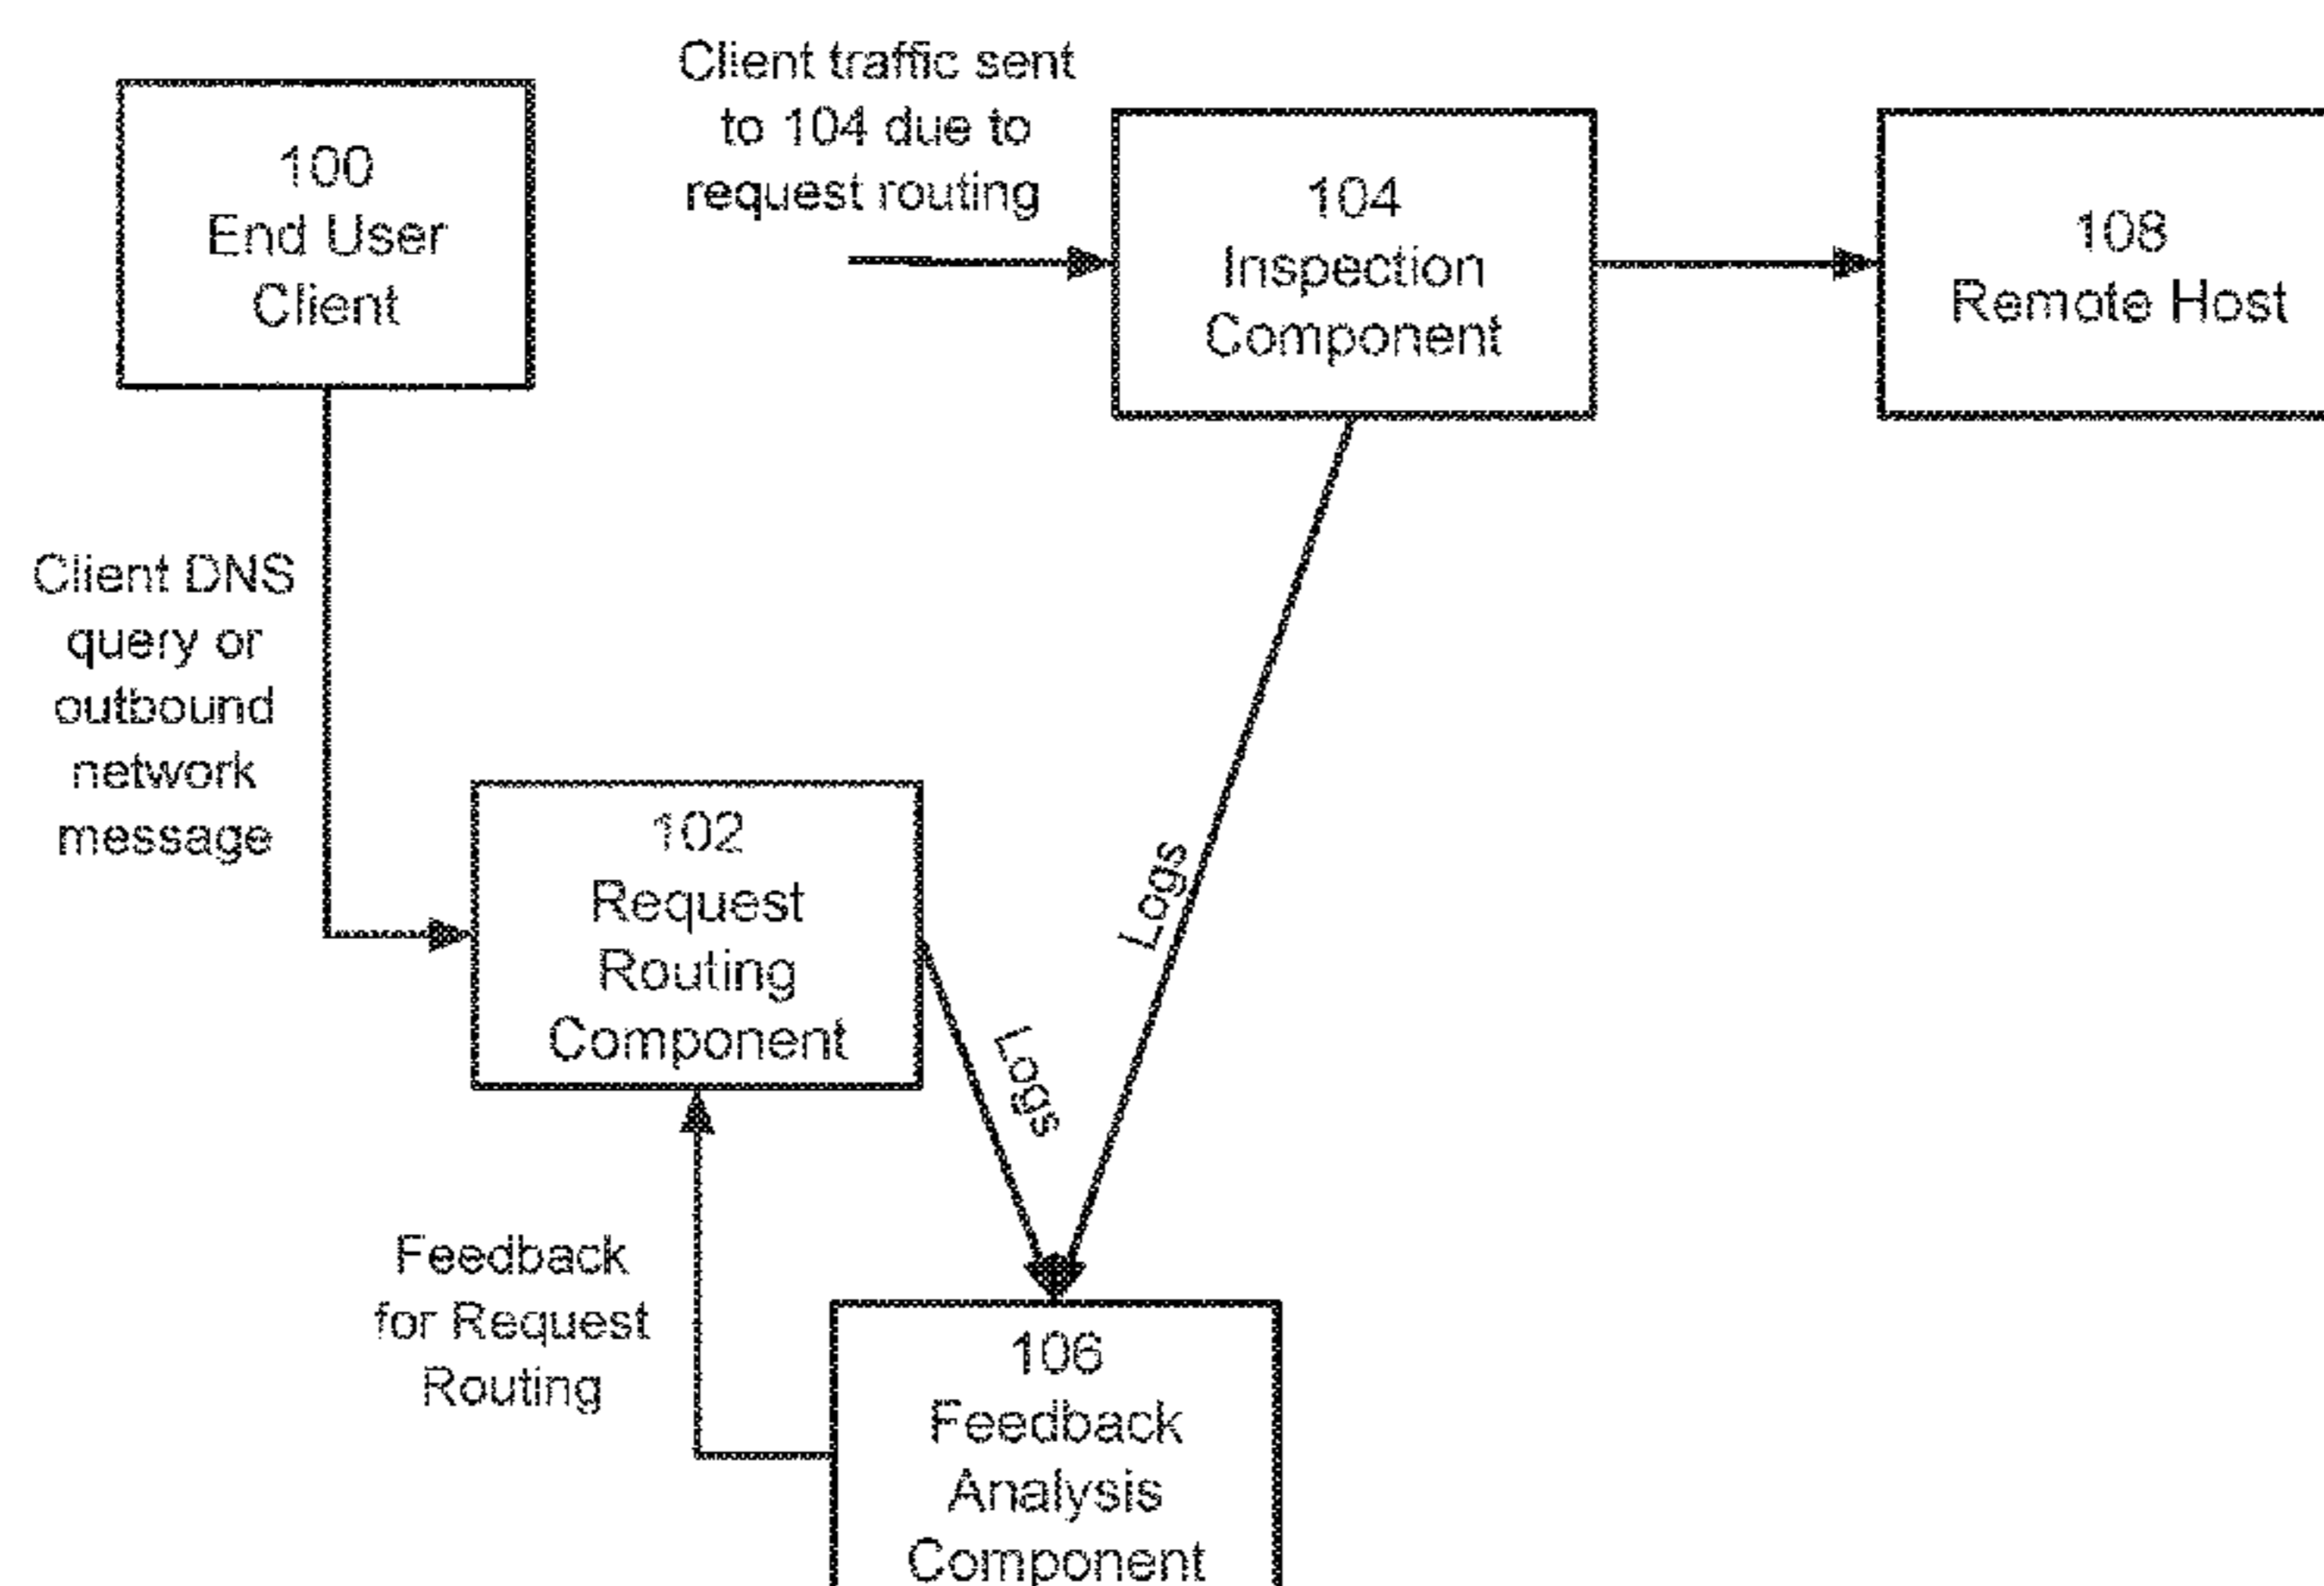 100
End User
Client
Client traffic sent
to 104 due to
request routing
104
Inspection
Component
108
Remote Host
Client DNS
query or
outbound
network
message
102
Request
Routing
Component
Logs
Logs
Feedback
for Request
Routing
106
Feedback
Analysis
Component